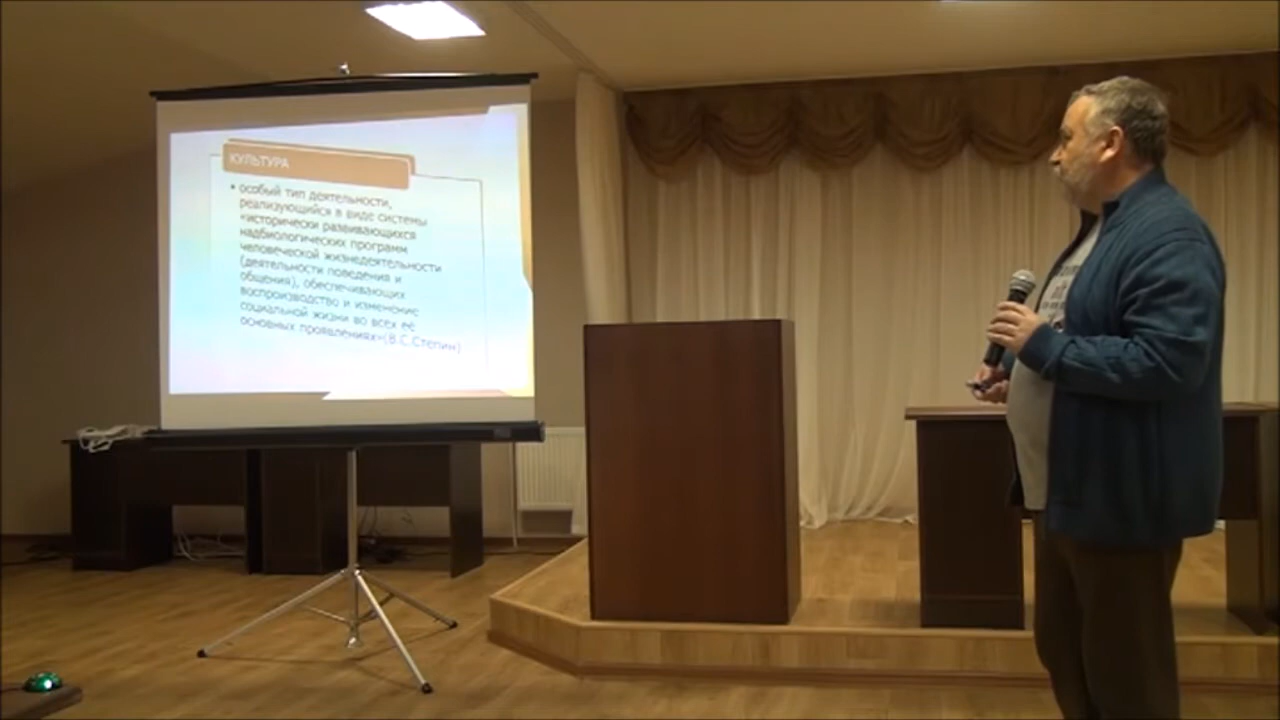 КУЛЬТУРА
• особый тип деятельности,
реализующийся в виде системы
«исторически развивающихся
надбиологических программ
человеческой жизнедеятельности
(деятельности поведения и
общения), обеспечивающих
воспроизводство и изменение
социальной жизни во всех её
основных проявлениях»(В.С.Степин)